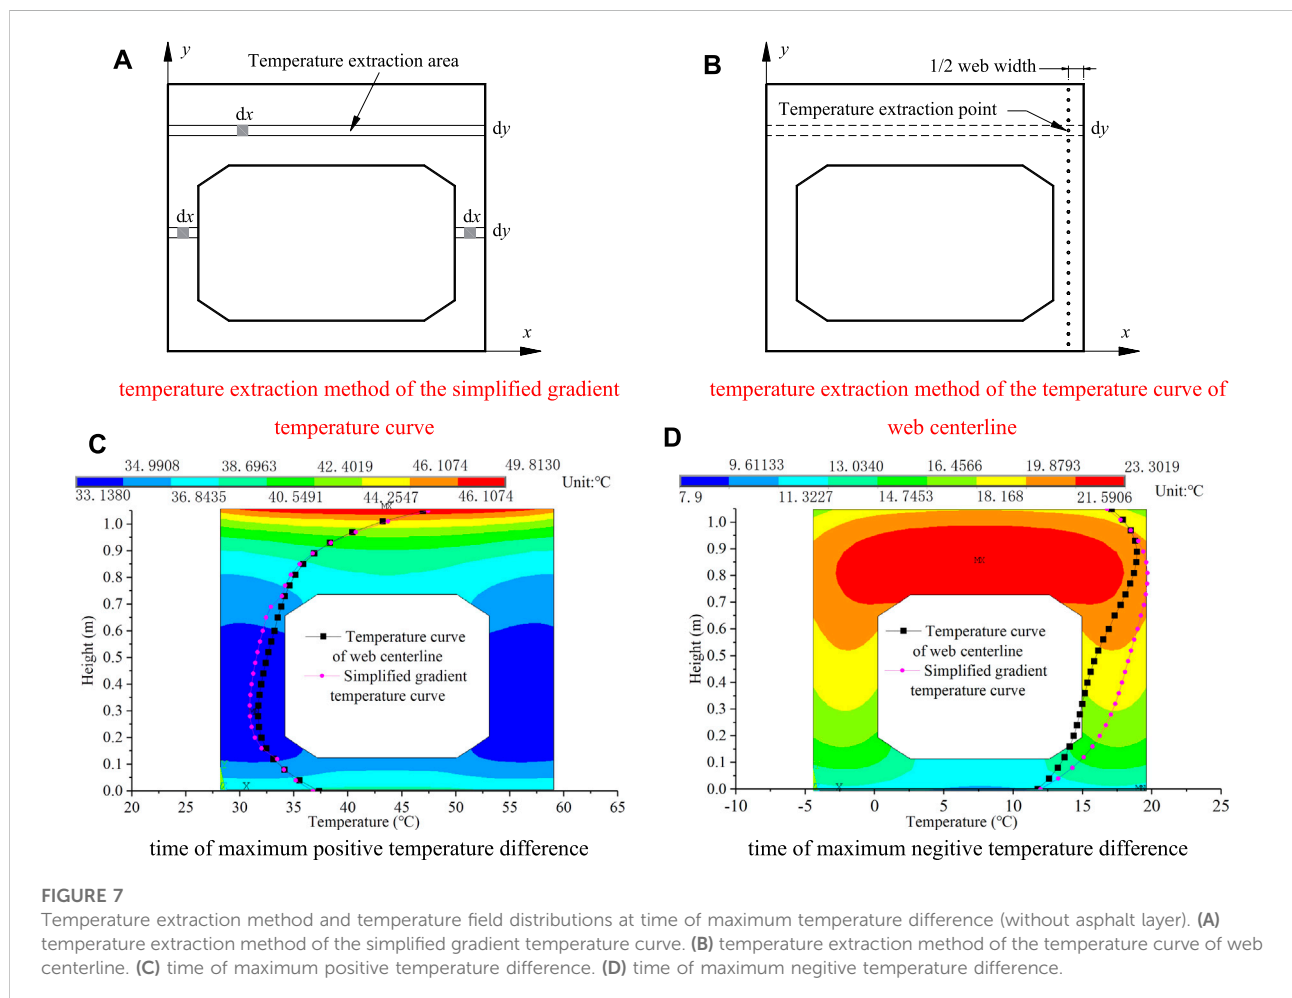 A
y
Temperature extraction area
dx
dy
dx
dx
dy
x
temperature extraction method of the simplified gradient
temperature curve
B
y
1/2 web width
Temperature extraction point
dy
x
temperature extraction method of the temperature curve of
web centerline
C
34.9908 38.6963 42.4019 46.1074 49.8130
33.1380 36.8435 40.5491 44.2547 46.1074
Unit:℃
MX
1.0
0.9
0.8
0.7
0.6
0.5
0.4
0.3
0.2
0.1
0.0
Height (m)
Temperature curve
of web centerline
Simplified gradient
temperature curve
X
20 25 30 35 40 45 50 55 60 65
Temperature (℃)
time of maximum positive temperature difference
D
9.61133 13.0340 16.4566 19.8793 23.3019
7.9 11.3227 14.7453 18.168 21.5906
Unit:℃
MX
1.0
0.9
0.8
0.7
0.6
0.5
0.4
0.3
0.2
0.1
0.0
Height (m)
Temperature curve
of web centerline
Simplified gradient
temperature curve
-10 -5 0 5 10 15 20 25
Temperature (℃)
time of maximum negitive temperature difference
FIGURE 7
Temperature extraction method and temperature field distributions at time of maximum temperature difference (without asphalt layer). (A)
temperature extraction method of the simplified gradient temperature curve. (B) temperature extraction method of the temperature curve of web
centerline. (C) time of maximum positive temperature difference. (D) time of maximum negitive temperature difference.